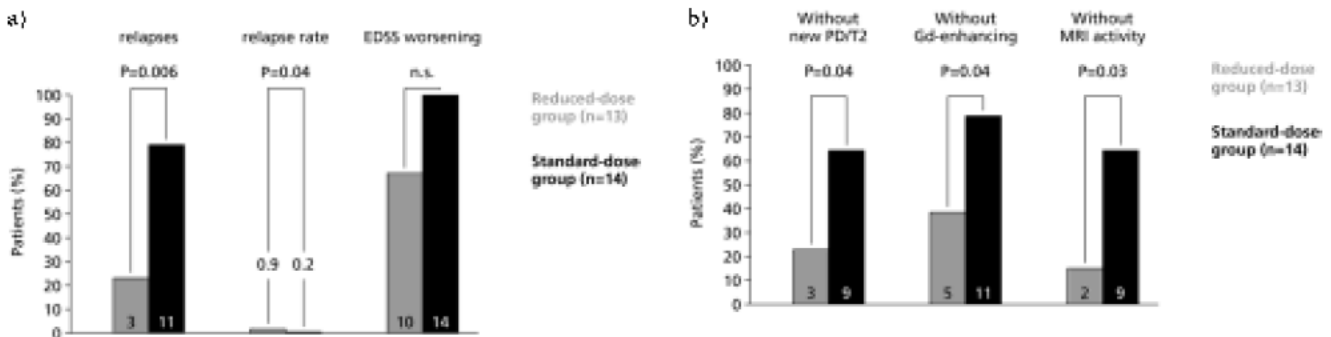 a)
relapses
relapse rate
EDSS worsening
P=0.006
P=0.04
n.s.
100
90
80
70
60
50
40
30
20
10
0
Patients (%)
0.9
0.2
3
11
10
14
Reduced-dose
group (n=13)
Standard-dose
group (n=14)
b)
Without
new PD/T2
Without
Gd-enhancing
Without
MRI activity
P=0.04
P=0.04
P=0.03
100
90
80
70
60
50
40
30
20
10
0
Patients (%)
3
9
5
11
2
9
Reduced-dose
group (n=13)
Standard-dose
group (n=14)